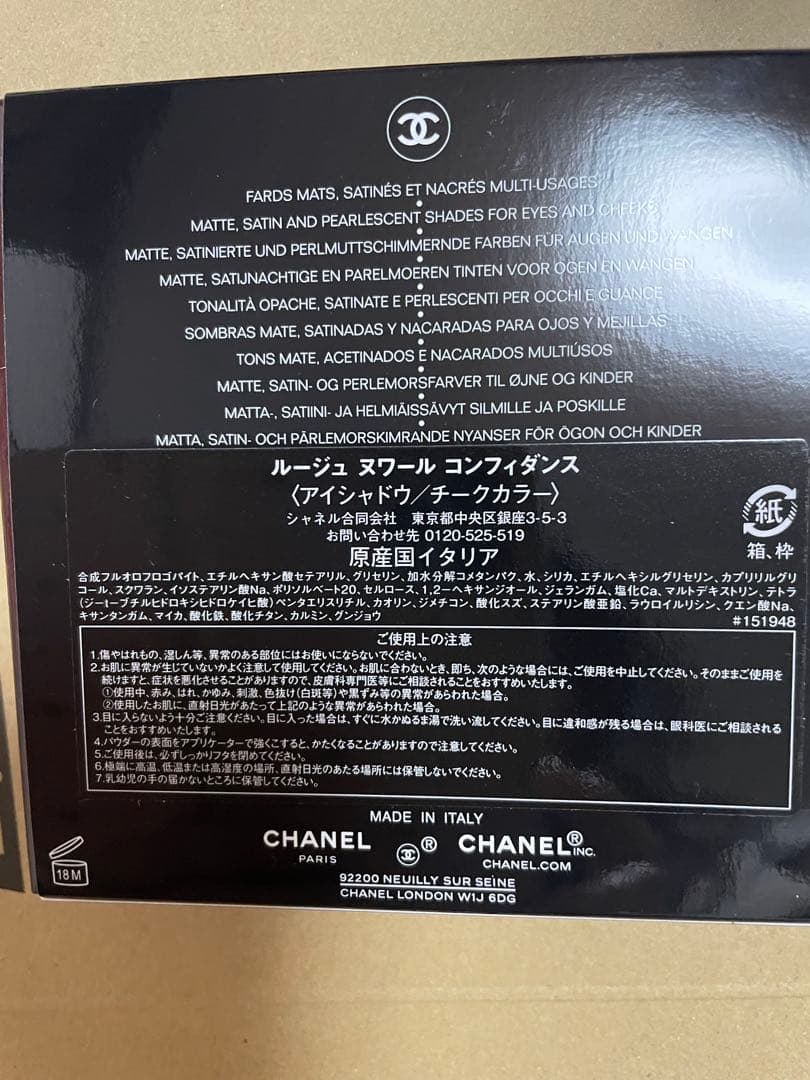 FARDS MATS, SATINÉS ET NACRÉS MULTI-USAGES
MATTE, SATIN AND PEARLESCENT SHADES FOR EYES AND CHEEKS
MATTE, SATINIERTE UND PERLMUTTSCHIMMERNDE FARBEN FÜR AUGEN UND WANGEN
MATTE, SATIJNACHTIGE EN PARELMOEREN TINTEN VOOR OGEN EN WANGEN
TONALITÀ OPACHE, SATINATE E PERLESCENTI PER OCCHI E GUANCE
SOMBRAS MATE, SATINADAS Y NACARADAS PARA OJOS Y MEJILLAS
TONS MATE, ACETINADOS E NACARADOS MULTIÚSOS
MATTE, SATIN- OG PERLEMORSFARVER TIL ØJNE OG KINDER
MATTA-, SATIINI- JA HELMIÄISSÄVYT SILMILLE JA POSKILLE
MATTA, SATIN- OCH PÄRLEMORSKIMRANDE NYANSER FÖR ÖGON OCH KINDER
ルージュ ヌワール コンフィダンス
〈アイシャドウ／チークカラー〉
シャネル合同会社 東京都中央区銀座3-5-3
お問い合わせ先 0120-525-519
原産国イタリア
紙
箱、枠
合成フルオロフロゴパイト、エチルヘキサン酸セテアリル、グリセリン、加水分解コメタンパク、水、シリカ、エチルヘキシルグリセリン、カプリリルグリ
コール、スクワラン、イソステアリン酸Na、ポリソルベート20、セルロース、1,2-ヘキサンジオール、ジェランガム、塩化Ca、マルトデキストリン、テトラ
(ジ-t-ブチルヒドロキシヒドロケイヒ酸)ペンタエリスリチル、カオリン、ジメチコン、酸化スズ、ステアリン酸亜鉛、ラウロイルリシン、クエン酸Na、
キサンタンガム、マイカ、酸化鉄、酸化チタン、カルミン、グンジョウ
#151948
ご使用上の注意
1.傷やはれもの、湿しん等、異常のある部位にはお使いにならないでください。
2.お肌に異常が生じていないかよく注意して使用してください。お肌に合わないとき、即ち、次のような場合には、ご使用を中止してください。そのままご使用を
続けますと、症状を悪化させることがありますので、皮膚科専門医等にご相談されることをおすすめいたします。
①使用中、赤み、はれ、かゆみ、刺激、色抜け(白斑等)や黒ずみ等の異常があらわれた場合。
②使用したお肌に、直射日光があたって上記のような異常があらわれた場合。
3.目に入らないよう十分ご注意ください。目に入った場合は、すぐに水かぬるま湯で洗い流してください。目に違和感が残る場合は、眼科医にご相談される
ことをおすすめいたします。
4.パウダーの表面をアプリケーターで強くこすると、かたくなることがありますので注意してください。
5.ご使用後は、必ずしっかりフタを閉めてください。
6.極端に高温、低温または高湿度の場所、直射日光のあたる場所には保管しないでください。
7.乳幼児の手の届かないところに保管してください。
MADE IN ITALY
CHANEL ® CHANEL® INC.
PARIS CHANEL.COM
92200 NEUILLY SUR SEINE
CHANEL LONDON W1J 6DG
18 M